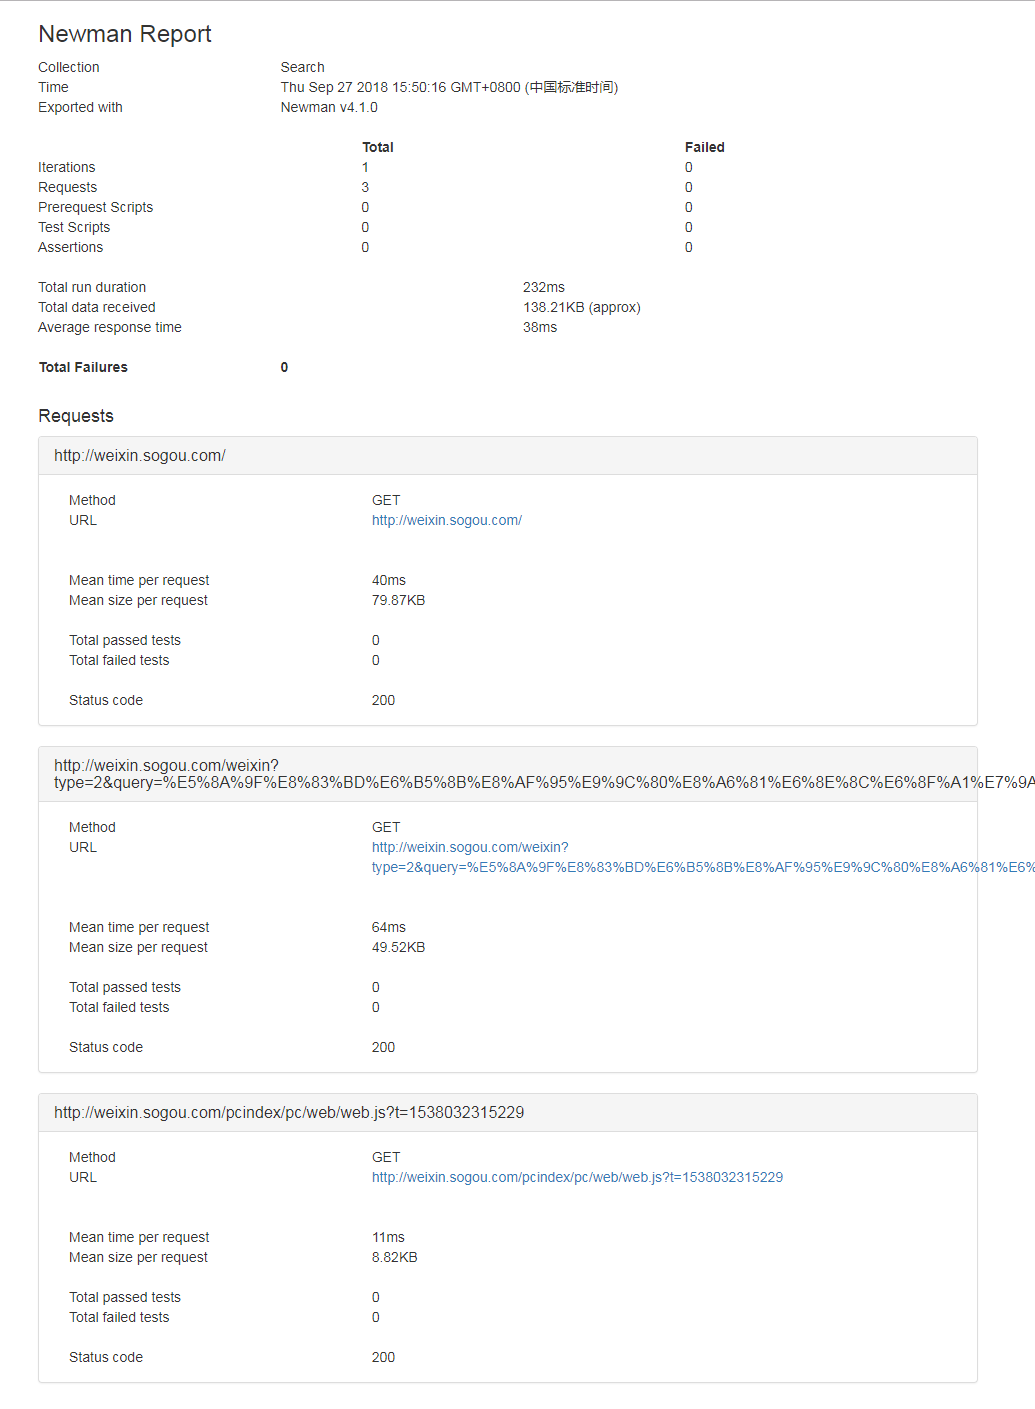 Newman Report
Collection Search
Time Thu Sep 27 2018 15:50:16 GMT+0800 (中国标准时间)
Exported with Newman v4.1.0
Total Failed
Iterations 1 0
Requests 3 0
Prerequest Scripts 0 0
Test Scripts 0 0
Assertions 0 0
Total run duration 232ms
Total data received 138.21KB (approx)
Average response time 38ms
Total Failures 0
Requests
http://weixin.sogou.com/
Method GET
URL http://weixin.sogou.com/
Mean time per request 40ms
Mean size per request 79.87KB
Total passed tests 0
Total failed tests 0
Status code 200
http://weixin.sogou.com/weixin?
type=2&query=%E5%8A%9F%E8%83%BD%E6%B5%8B%E8%AF%95%E9%9C%80%E8%A6%81%E6%8E%8C%E6%8F%A1%E7%9A
Method GET
URL http://weixin.sogou.com/weixin?
type=2&query=%E5%8A%9F%E8%83%BD%E6%B5%8B%E8%AF%95%E9%9C%80%E8%A6%81%E6%
Mean time per request 64ms
Mean size per request 49.52KB
Total passed tests 0
Total failed tests 0
Status code 200
http://weixin.sogou.com/pcindex/pc/web/web.js?t=1538032315229
Method GET
URL http://weixin.sogou.com/pcindex/pc/web/web.js?t=1538032315229
Mean time per request 11ms
Mean size per request 8.82KB
Total passed tests 0
Total failed tests 0
Status code 200